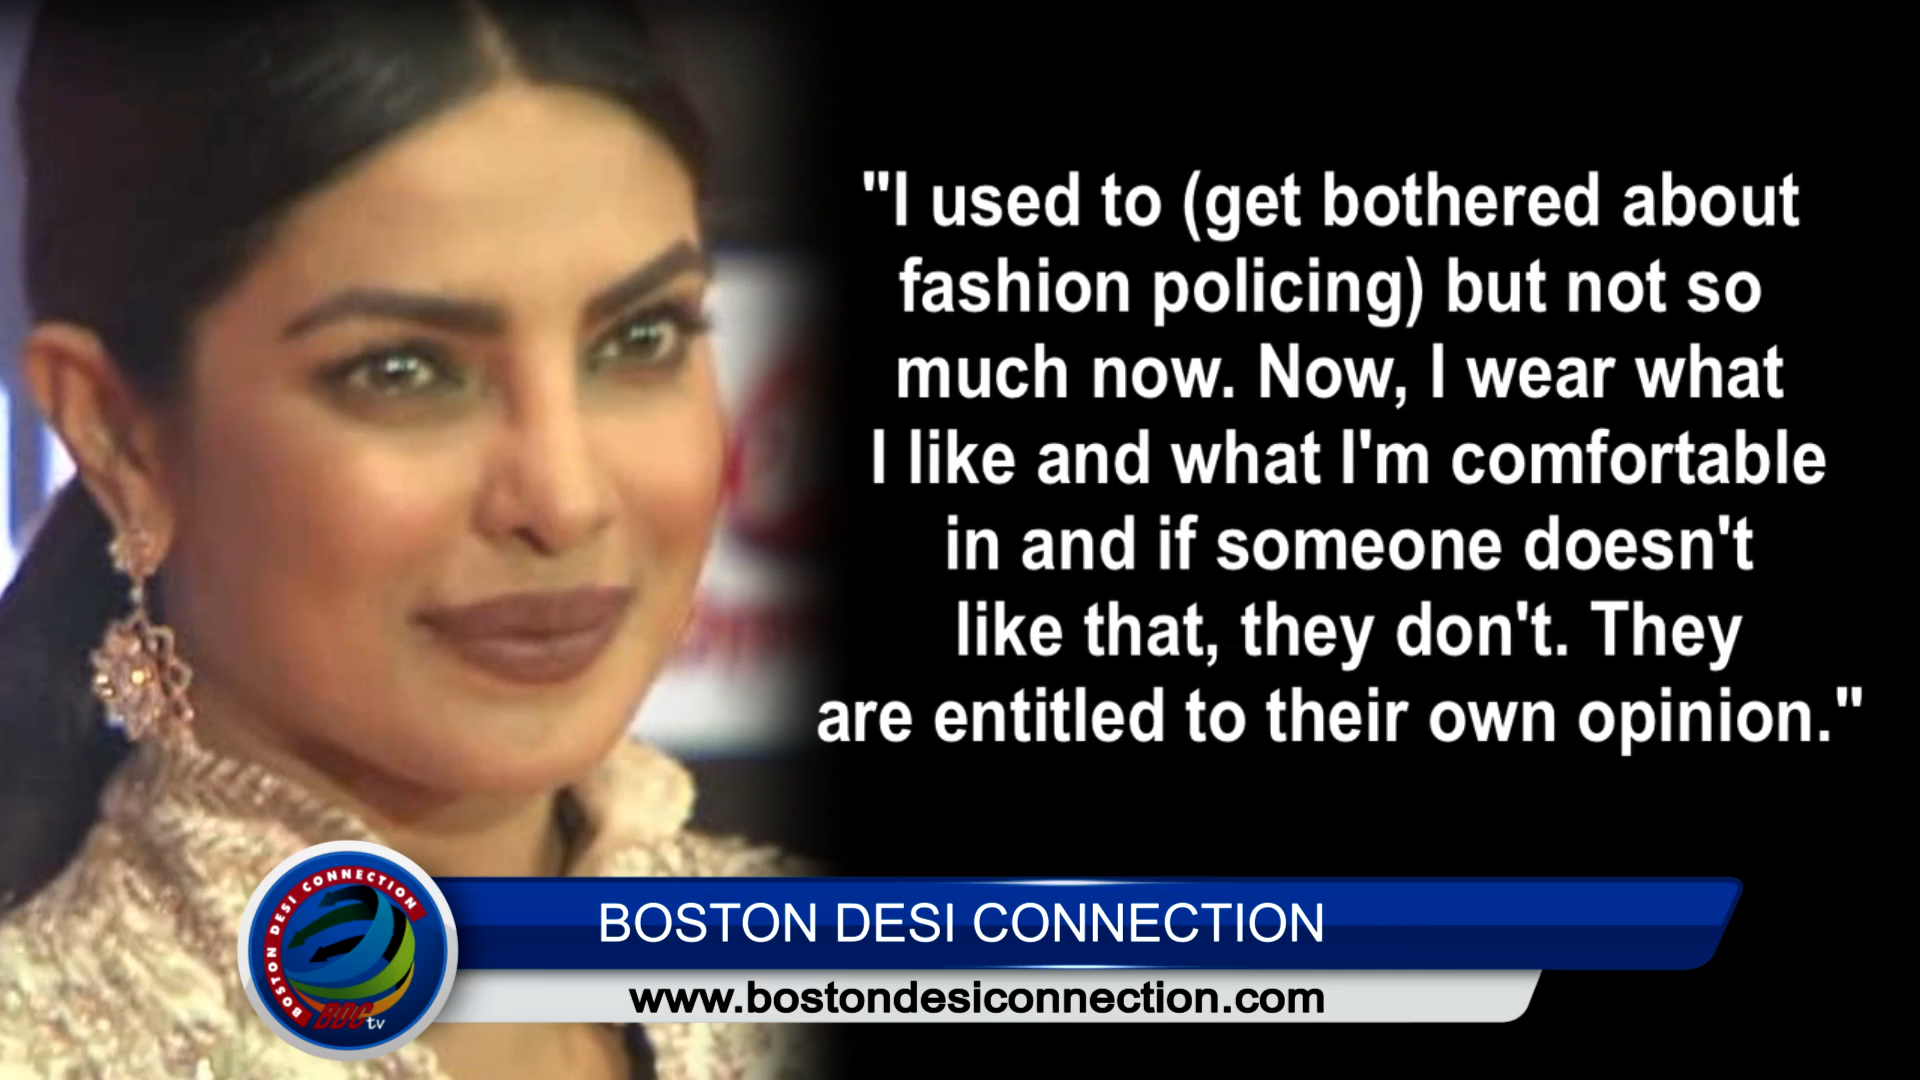 "I used to (get bothered about
fashion policing) but not so
much now. Now, I wear what
I like and what I'm comfortable
in and if someone doesn't
like that, they don't. They
are entitled to their own opinion."
BOSTON DESI CONNECTION
BOSTON DESI CONNECTION
BDCtv
www.bostondesiconnection.com